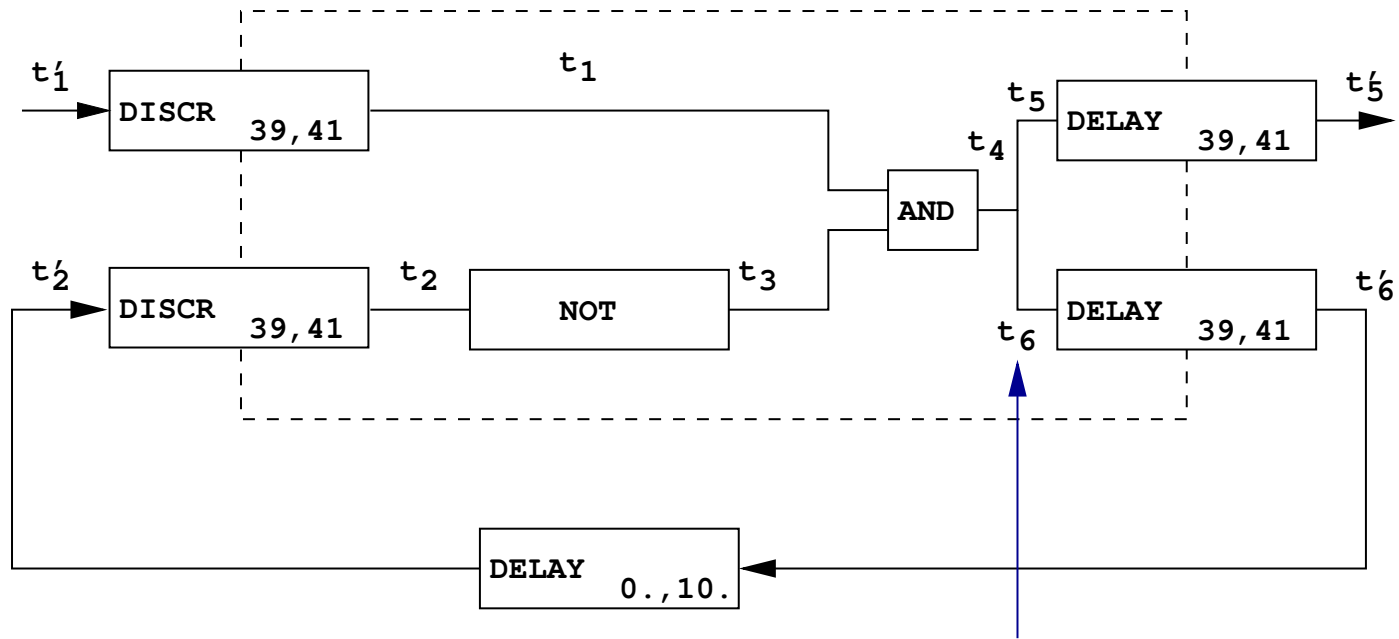 t′1
DISCR
39,41
t1
t5
DELAY
39,41
t′5
t4
AND
t′2
DISCR
39,41
t2
NOT
t3
t6
DELAY
39,41
t′6
DELAY
0.,10.